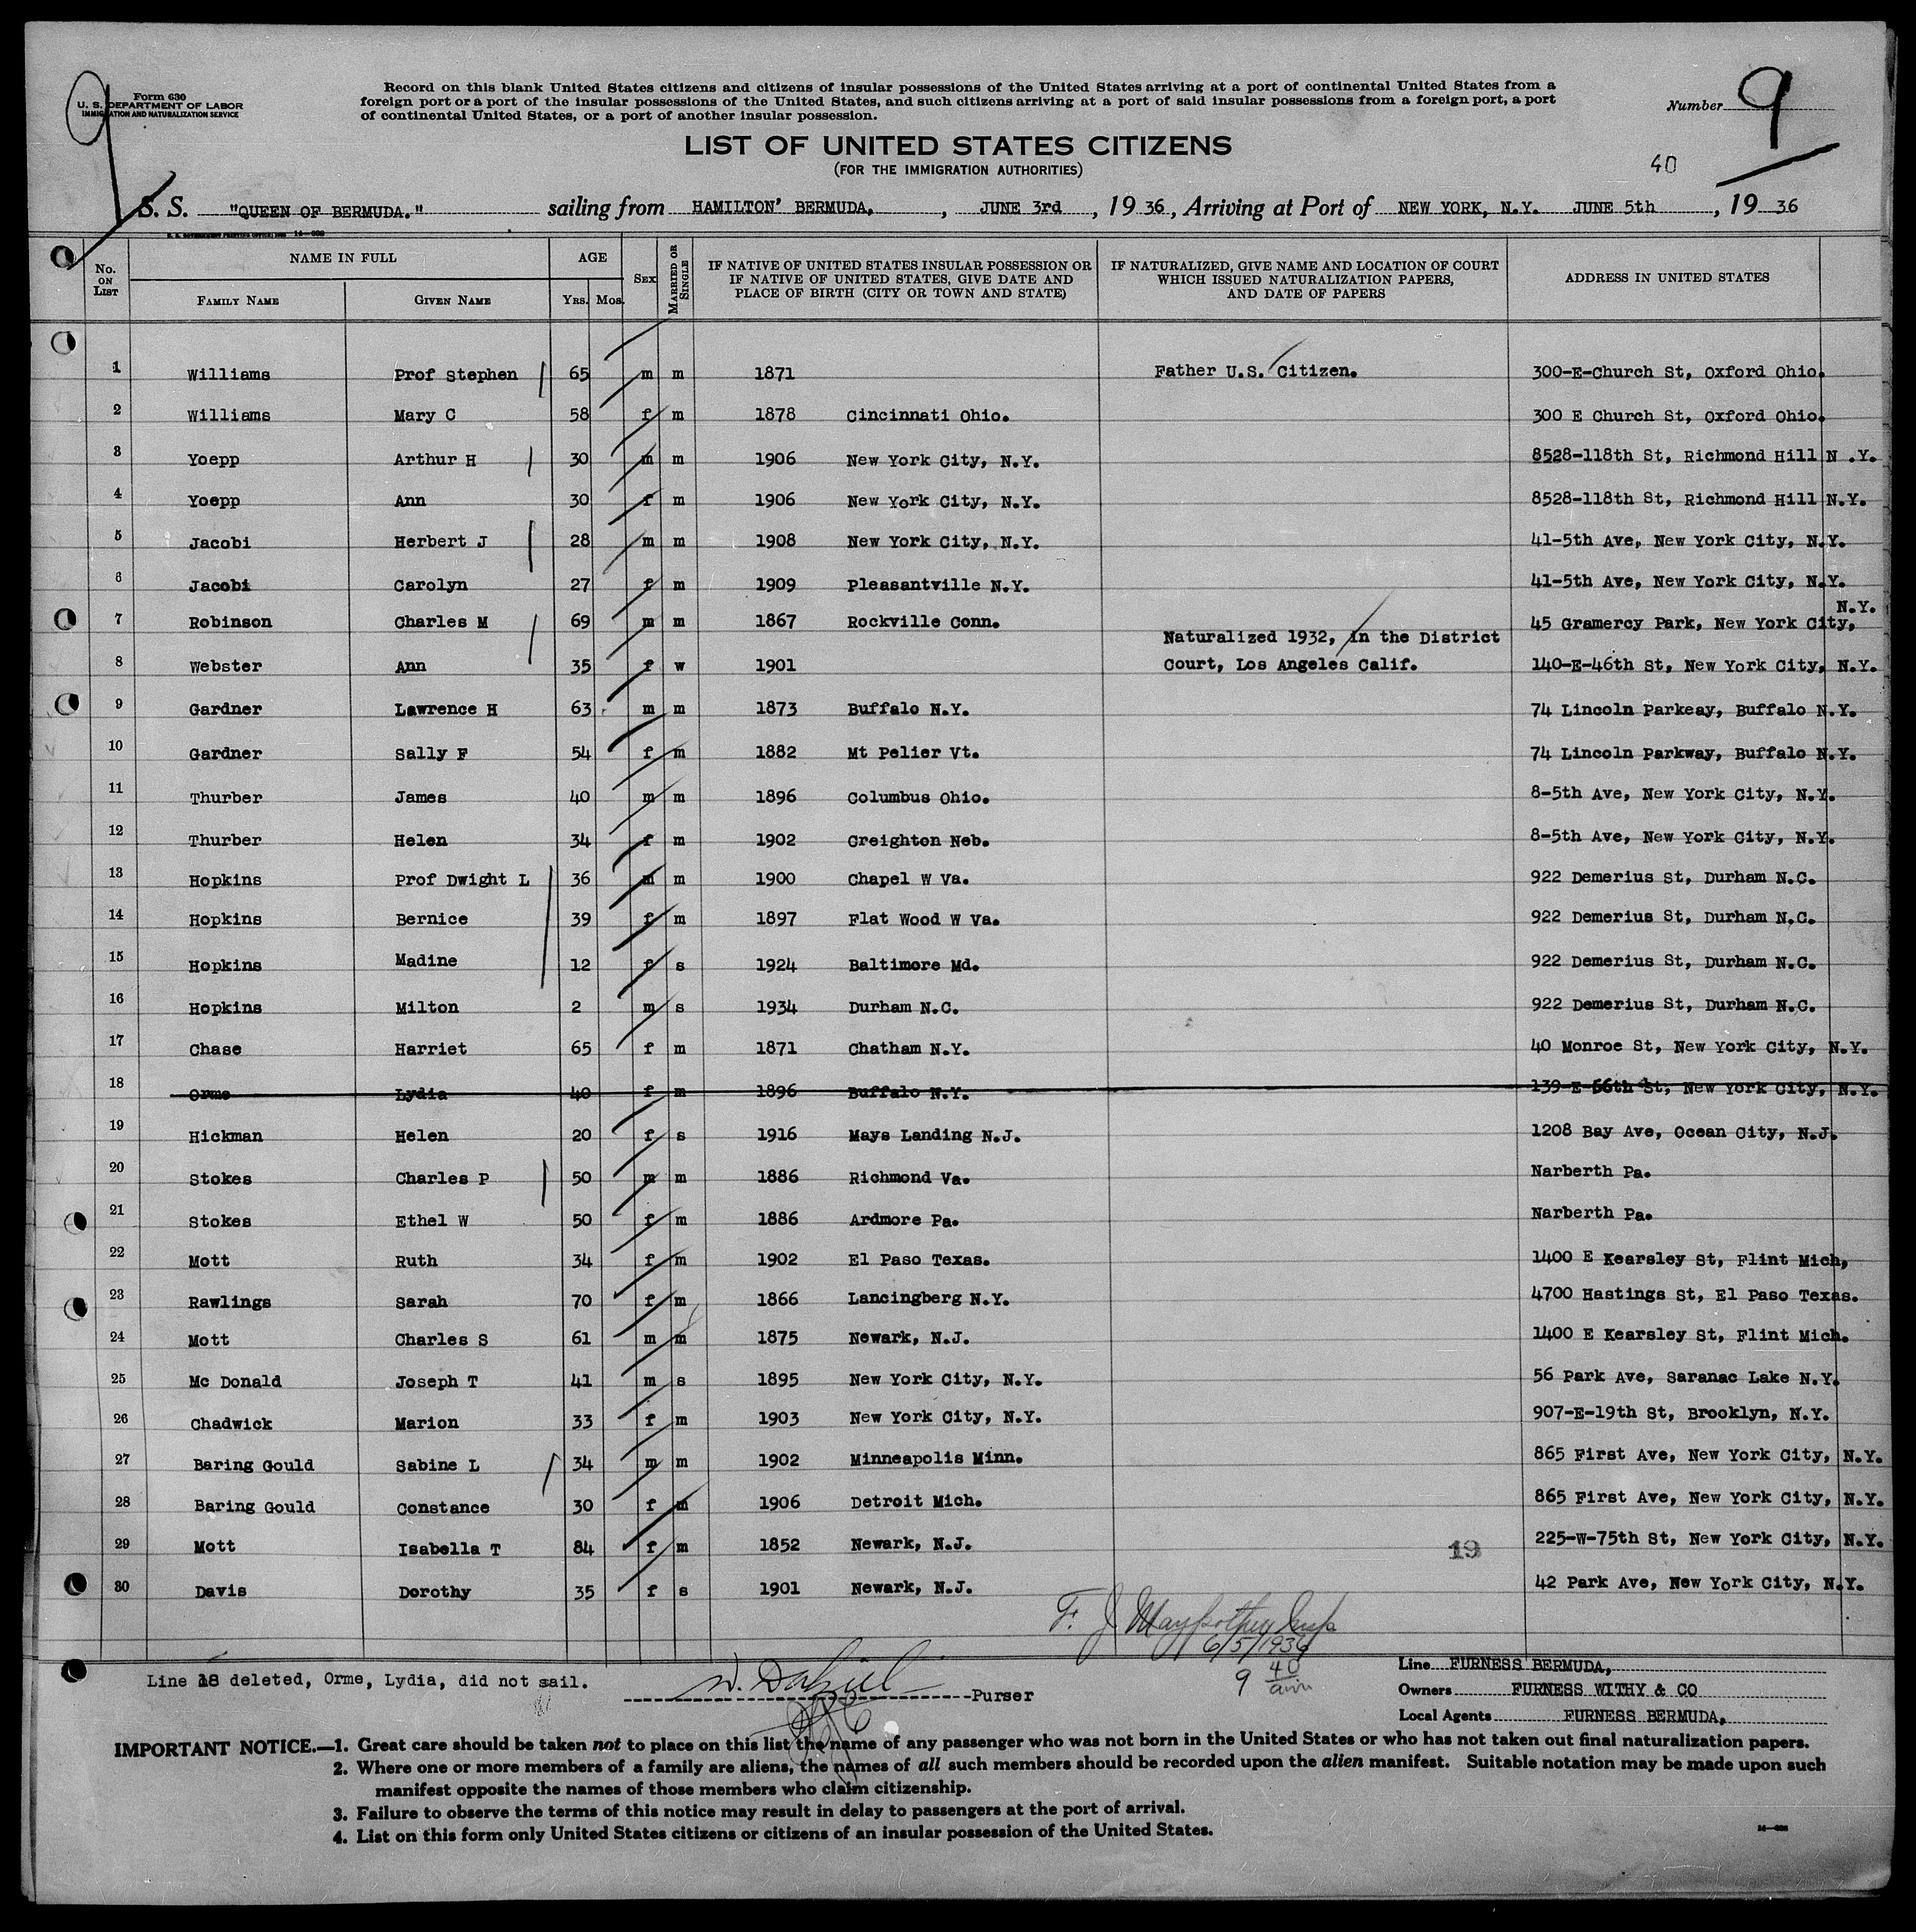 Form 630
U. S. DEPARTMENT OF LABOR
IMMIGRATION AND NATURALIZATION SERVICE
Record on this blank United States citizens and citizens of insular possessions of the United States arriving at a port of continental United States from a
foreign port or a port of the insular possessions of the United States, and such citizens arriving at a port of said insular possessions from a foreign port, a port
of continental United States, or a port of another insular possession.
Number 9
9
LIST OF UNITED STATES CITIZENS
(FOR THE IMMIGRATION AUTHORITIES)
40
S. S. "QUEEN OF BERMUDA." sailing from HAMILTON' BERMUDA, , JUNE 3rd , 19 36 , Arriving at Port of NEW YORK, N.Y. JUNE 5th , 19 36
No. ON LIST NAME IN FULL FAMILY NAME GIVEN NAME AGE YRS. MOS. SEX MARRIED OR SINGLE IF NATIVE OF UNITED STATES INSULAR POSSESSION OR IF NATIVE OF UNITED STATES, GIVE DATE AND PLACE OF BIRTH (CITY OR TOWN AND STATE) IF NATURALIZED, GIVE NAME AND LOCATION OF COURT WHICH ISSUED NATURALIZATION PAPERS, AND DATE OF PAPERS ADDRESS IN UNITED STATES
1 Williams Prof Stephen 65 m m 1871 Father U.S. Citizen. 300-E-Church St, Oxford Ohio.
2 Williams Mary C 58 f m 1878 Cincinnati Ohio. 300 E Church St, Oxford Ohio.
3 Yoepp Arthur H 30 m m 1906 New York City, N.Y. 8528-118th St, Richmond Hill N .Y.
4 Yoepp Ann 30 f m 1906 New York City, N.Y. 8528-118th St, Richmond Hill N.Y.
5 Jacobi Herbert J 28 m m 1908 New York City, N.Y. 41-5th Ave, New York City, N.Y.
6 Jacobi Carolyn 27 f m 1909 Pleasantville N.Y. 41-5th Ave, New York City, N.Y.
7 Robinson Charles M 69 m m 1867 Rockville Conn. 45 Gramercy Park, New York City, N.Y.
Naturalized 1932, in the District
8 Webster Ann 35 f w 1901 Court, Los Angeles Calif. 140-E-46th St, New York City, N.Y.
9 Gardner Lawrence H 63 m m 1873 Buffalo N.Y. 74 Lincoln Parkeay, Buffalo N.Y.
10 Gardner Sally F 54 f m 1882 Mt Pelier Vt. 74 Lincoln Parkway, Buffalo N.Y.
11 Thurber James 40 m m 1896 Columbus Ohio. 8-5th Ave, New York City, N.Y.
12 Thurber Helen 34 f m 1902 Creighton Neb. 8-5th Ave, New York City, N.Y.
13 Hopkins Prof Dwight L 36 m m 1900 Chapel W Va. 922 Demerius St, Durham N.C.
14 Hopkins Bernice 39 f m 1897 Flat Wood W Va. 922 Demerius St, Durham N.C.
15 Hopkins Madine 12 f s 1924 Baltimore Md. 922 Demerius St, Durham N.C.
16 Hopkins Milton 2 m s 1934 Durham N.C. 922 Demerius St, Durham N.C.
17 Chase Harriet 65 f m 1871 Chatham N.Y. 40 Monroe St, New York City, N.Y.
18 Orme Lydia 40 f m 1896 Buffalo N.Y. 139-E-66th St, New York City, N.Y.
19 Hickman Helen 20 f s 1916 Mays Landing N.J. 1208 Bay Ave, Ocean City, N.J.
20 Stokes Charles P 50 m m 1886 Richmond Va. Narberth Pa.
21 Stokes Ethel W 50 f m 1886 Ardmore Pa. Narberth Pa.
22 Mott Ruth 34 f m 1902 El Paso Texas. 1400 E Kearsley St, Flint Mich,
23 Rawlings Sarah 70 f m 1866 Lancingberg N.Y. 4700 Hastings St, El Paso Texas.
24 Mott Charles S 61 m m 1875 Newark, N.J. 1400 E Kearsley St, Flint Mich.
25 Mc Donald Joseph T 41 m s 1895 New York City, N.Y. 56 Park Ave, Saranac Lake N.Y.
26 Chadwick Marion 33 f m 1903 New York City, N.Y. 907-E-19th St, Brooklyn, N.Y.
27 Baring Gould Sabine L 34 m m 1902 Minneapolis Minn. 865 First Ave, New York City, N.Y.
28 Baring Gould Constance 30 f m 1906 Detroit Mich. 865 First Ave, New York City, N.Y.
29 Mott Isabella T 84 f m 1852 Newark, N.J. 225-W-75th St, New York City, N.Y.
19
30 Davis Dorothy 35 f s 1901 Newark, N.J. 42 Park Ave, New York City, N.Y.
F. J.
6/5/1936
9 40 am
Line 18 deleted, Orme, Lydia, did not sail.
Purser
Line FURNESS BERMUDA,
Owners FURNESS WITHY & CO
Local Agents FURNESS BERMUDA,
IMPORTANT NOTICE.—1. Great care should be taken not to place on this list the name of any passenger who was not born in the United States or who has not taken out final naturalization papers.
2. Where one or more members of a family are aliens, the names of all such members should be recorded upon the alien manifest. Suitable notation may be made upon such
manifest opposite the names of those members who claim citizenship.
3. Failure to observe the terms of this notice may result in delay to passengers at the port of arrival.
4. List on this form only United States citizens or citizens of an insular possession of the United States.